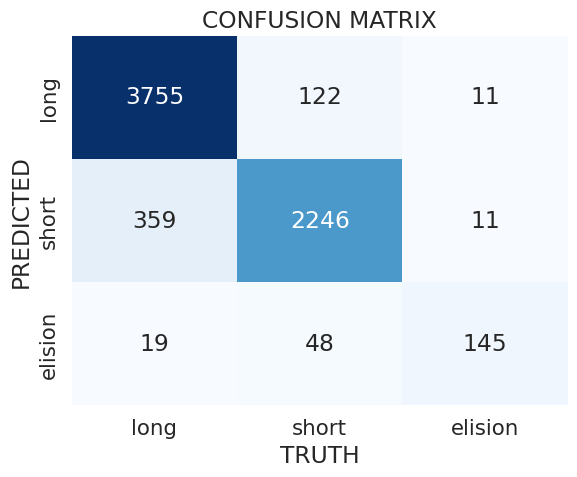 CONFUSION MATRIX
PREDICTED
long
3755 122 11
short
359 2246 11
elision
19 48 145
long short elision
TRUTH